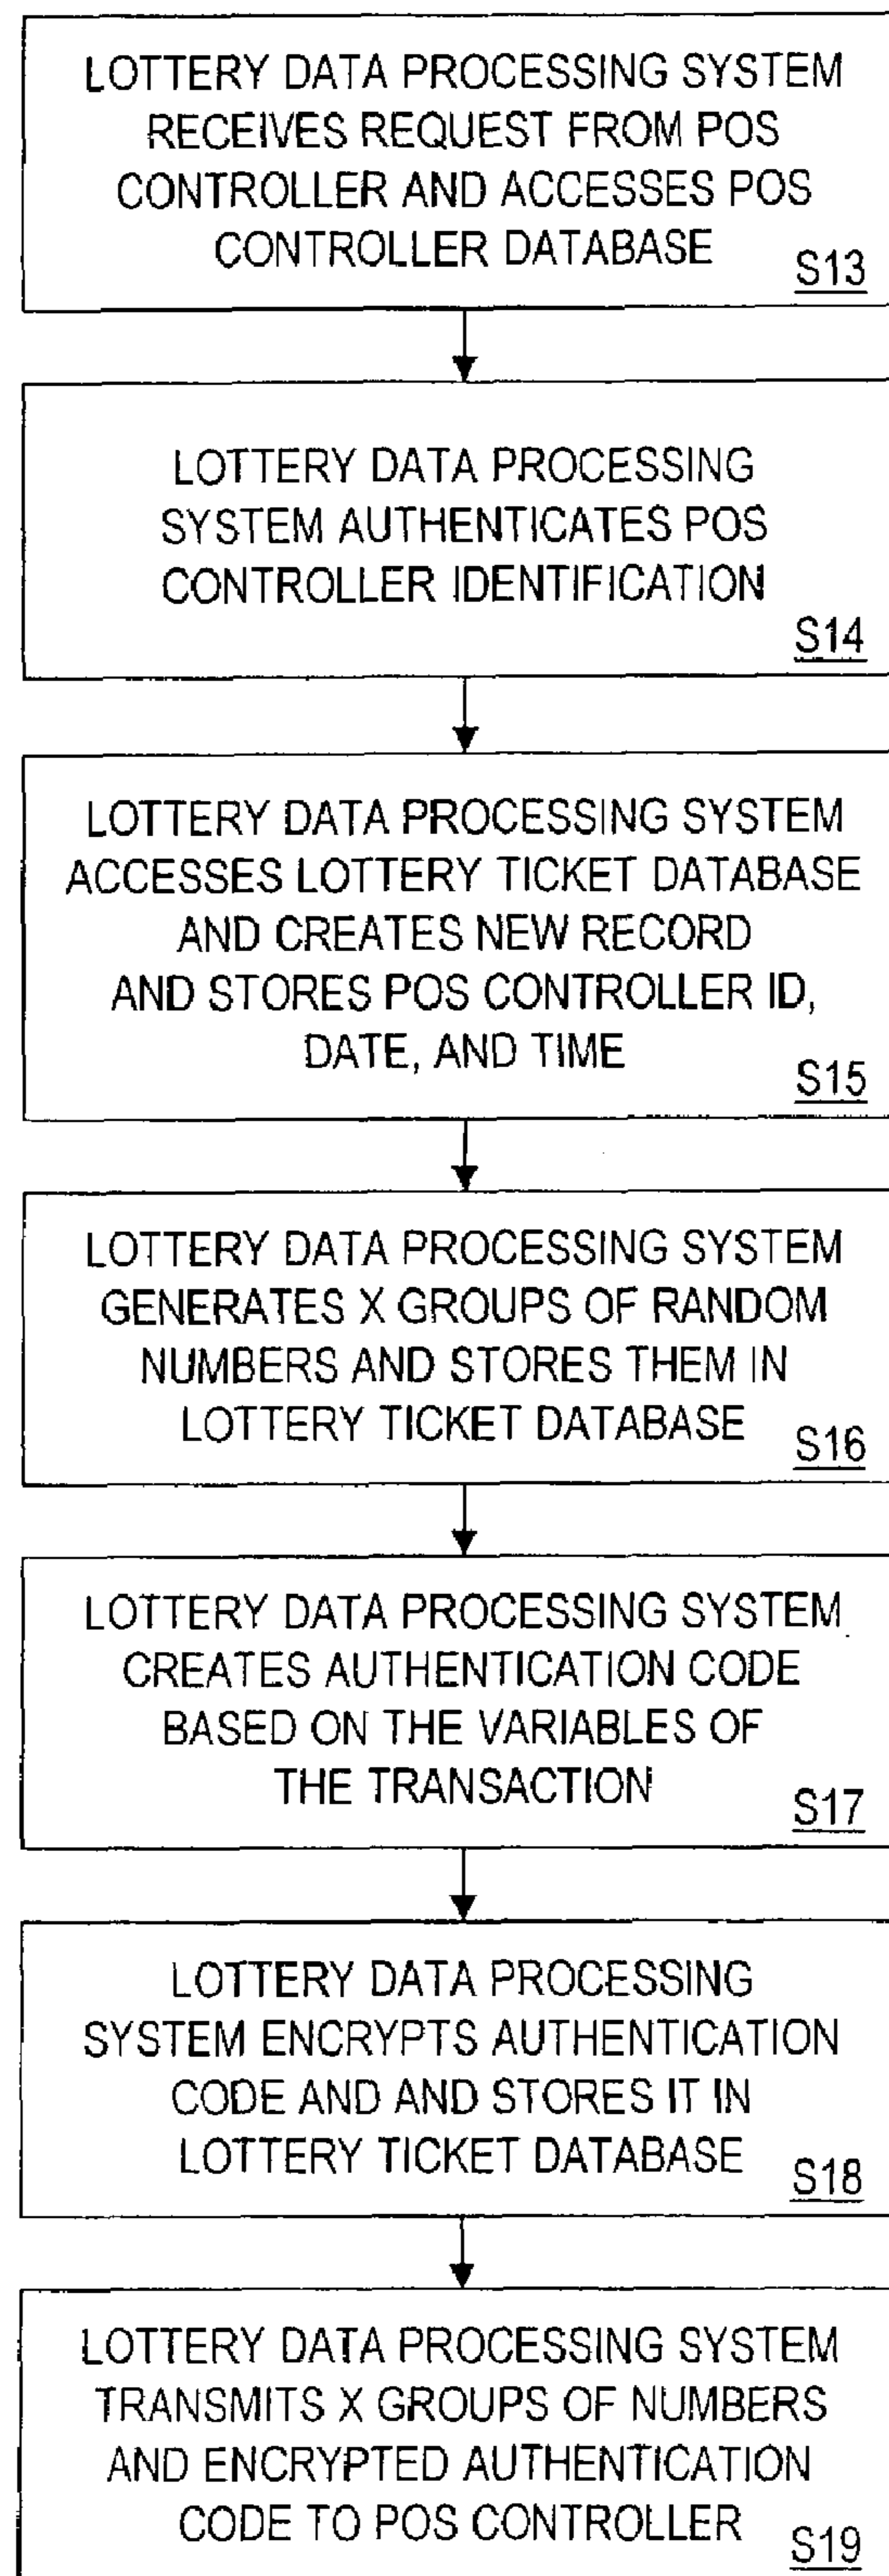 LOTTERY DATA PROCESSING SYSTEM
RECEIVES REQUEST FROM POS
CONTROLLER AND ACCESSES POS
CONTROLLER DATABASE
S13
LOTTERY DATA PROCESSING
SYSTEM AUTHENTICATES POS
CONTROLLER IDENTIFICATION
S14
LOTTERY DATA PROCESSING SYSTEM
ACCESSES LOTTERY TICKET DATABASE
AND CREATES NEW RECORD
AND STORES POS CONTROLLER ID,
DATE, AND TIME
S15
LOTTERY DATA PROCESSING SYSTEM
GENERATES X GROUPS OF RANDOM
NUMBERS AND STORES THEM IN
LOTTERY TICKET DATABASE
S16
LOTTERY DATA PROCESSING SYSTEM
CREATES AUTHENTICATION CODE
BASED ON THE VARIABLES OF
THE TRANSACTION
S17
LOTTERY DATA PROCESSING
SYSTEM ENCRYPTS AUTHENTICATION
CODE AND AND STORES IT IN
LOTTERY TICKET DATABASE
S18
LOTTERY DATA PROCESSING SYSTEM
TRANSMITS X GROUPS OF NUMBERS
AND ENCRYPTED AUTHENTICATION
CODE TO POS CONTROLLER
S19